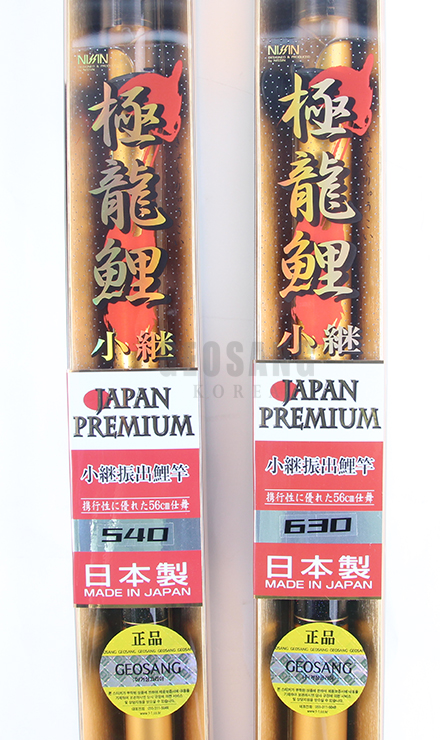 NISSIN
極龍鯉
小継
JAPAN
PREMIUM
小継振出鯉竿
携行性に優れた56cm仕舞
540
日本製
MADE IN JAPAN
正品
GEOSANG
NISSIN
極龍鯉
小継
JAPAN
PREMIUM
小継振出鯉竿
携行性に優れた56cm仕舞
630
日本製
MADE IN JAPAN
正品
GEOSANG
GEOSANG
KOREA